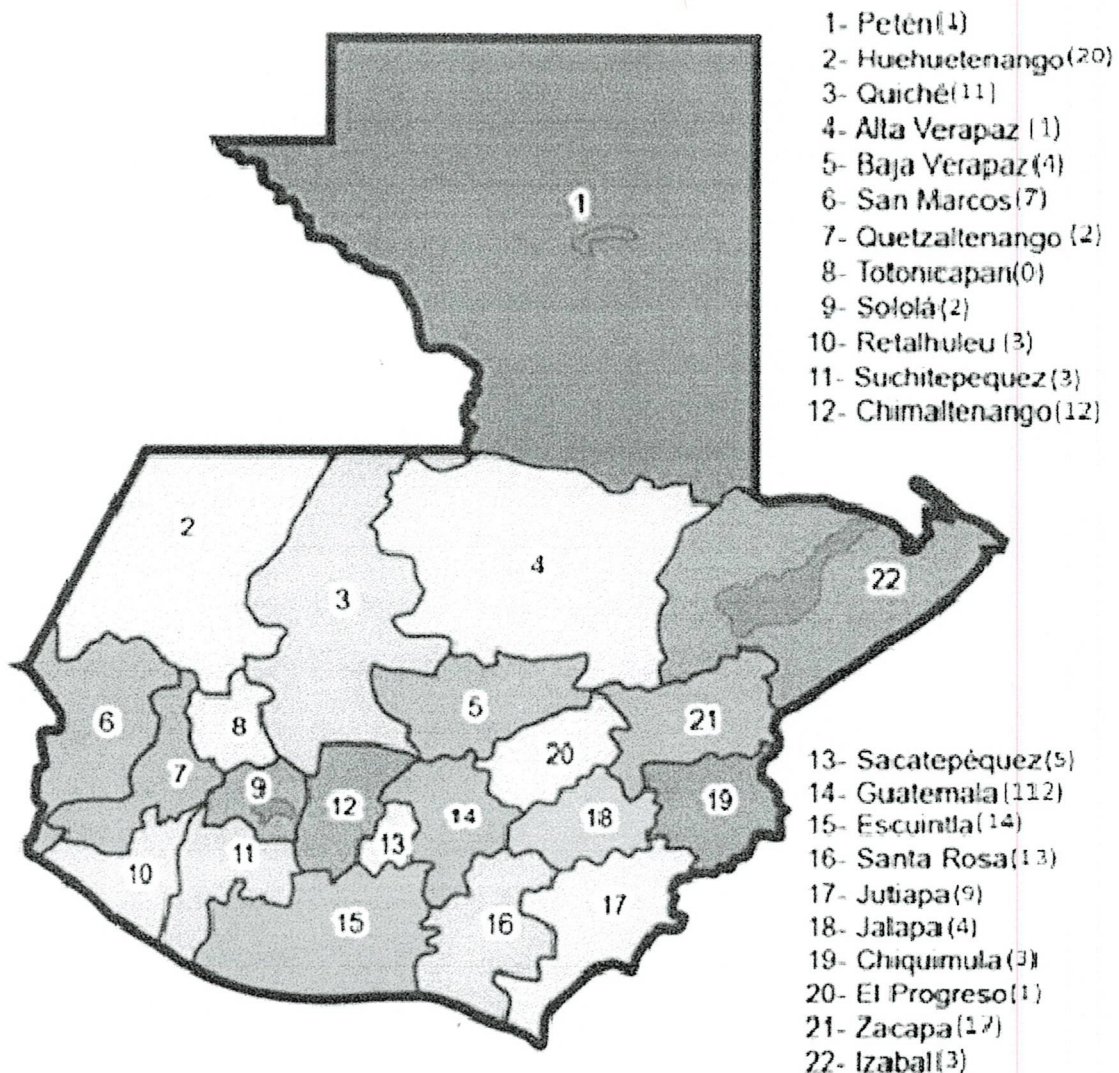 1- Petén(1)
2- Huehuetenango(20)
3- Quiché(11)
4- Alta Verapaz (1)
5- Baja Verapaz(4)
6- San Marcos(7)
7- Quetzaltenango (2)
8- Totonicapan(0)
9- Sololá(2)
10- Retalhuleu (3)
11- Suchitepequez(3)
12- Chimaltenango(12)
1
2
3
4
22
6
7
8
5
20
21
9
12
14
18
19
13
11
10
15
16
17
13- Sacatepéquez(5)
14- Guatemala(112)
15- Escuintla(14)
16- Santa Rosa(13)
17- Jutiapa(9)
18- Jalapa(4)
19- Chiquimula(3)
20- El Progreso(1)
21- Zacapa
22- Izabal(3)